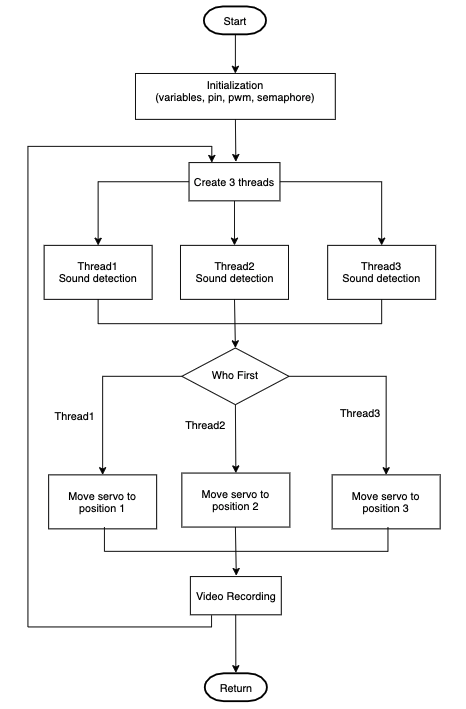 Start
Initialization
(variables, pin, pwm, semaphore)
Create 3 threads
Thread1
Sound detection
Thread2
Sound detection
Thread3
Sound detection
Who First
Thread1
Thread2
Thread3
Move servo to
position 1
Move servo to
position 2
Move servo to
position 3
Video Recording
Return